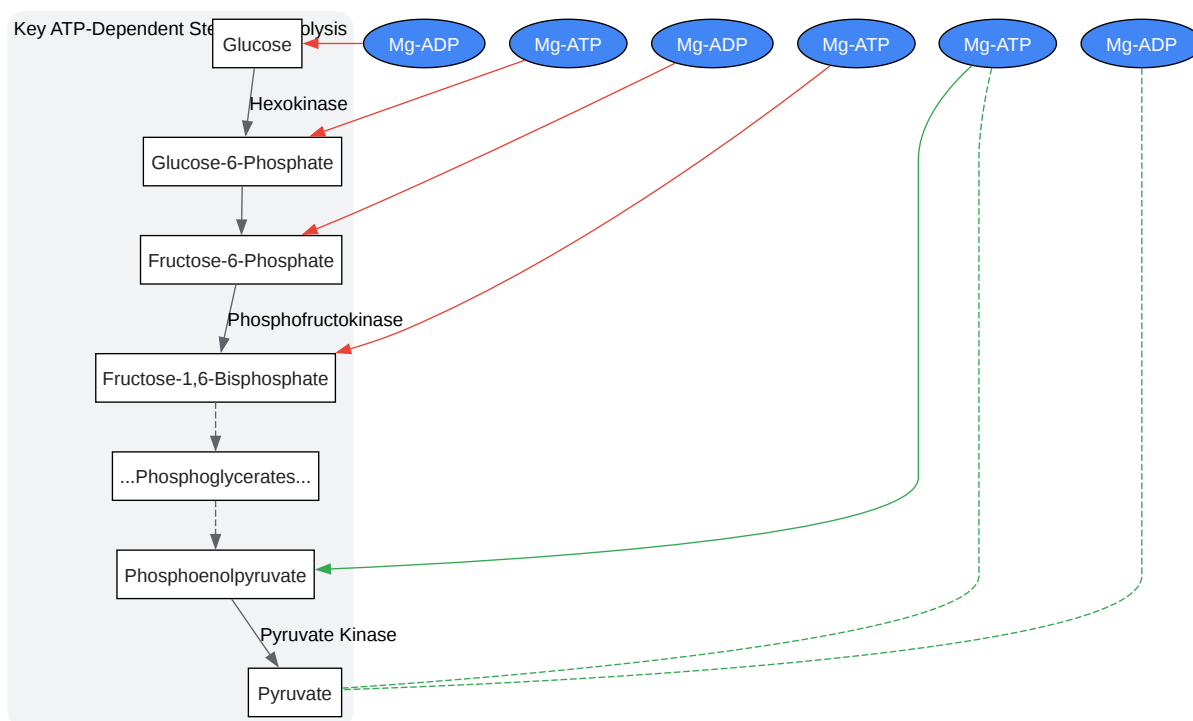 Key ATP-Dependent Ste olysis
Glucose
Mg-ADP
Mg-ATP
Mg-ADP
Mg-ATP
Mg-ATP
Mg-ADP
Hexokinase
Glucose-6-Phosphate
Fructose-6-Phosphate
Phosphofructokinase
Fructose-1,6-Bisphosphate
...Phosphoglycerates...
Phosphoenolpyruvate
Pyruvate Kinase
Pyruvate